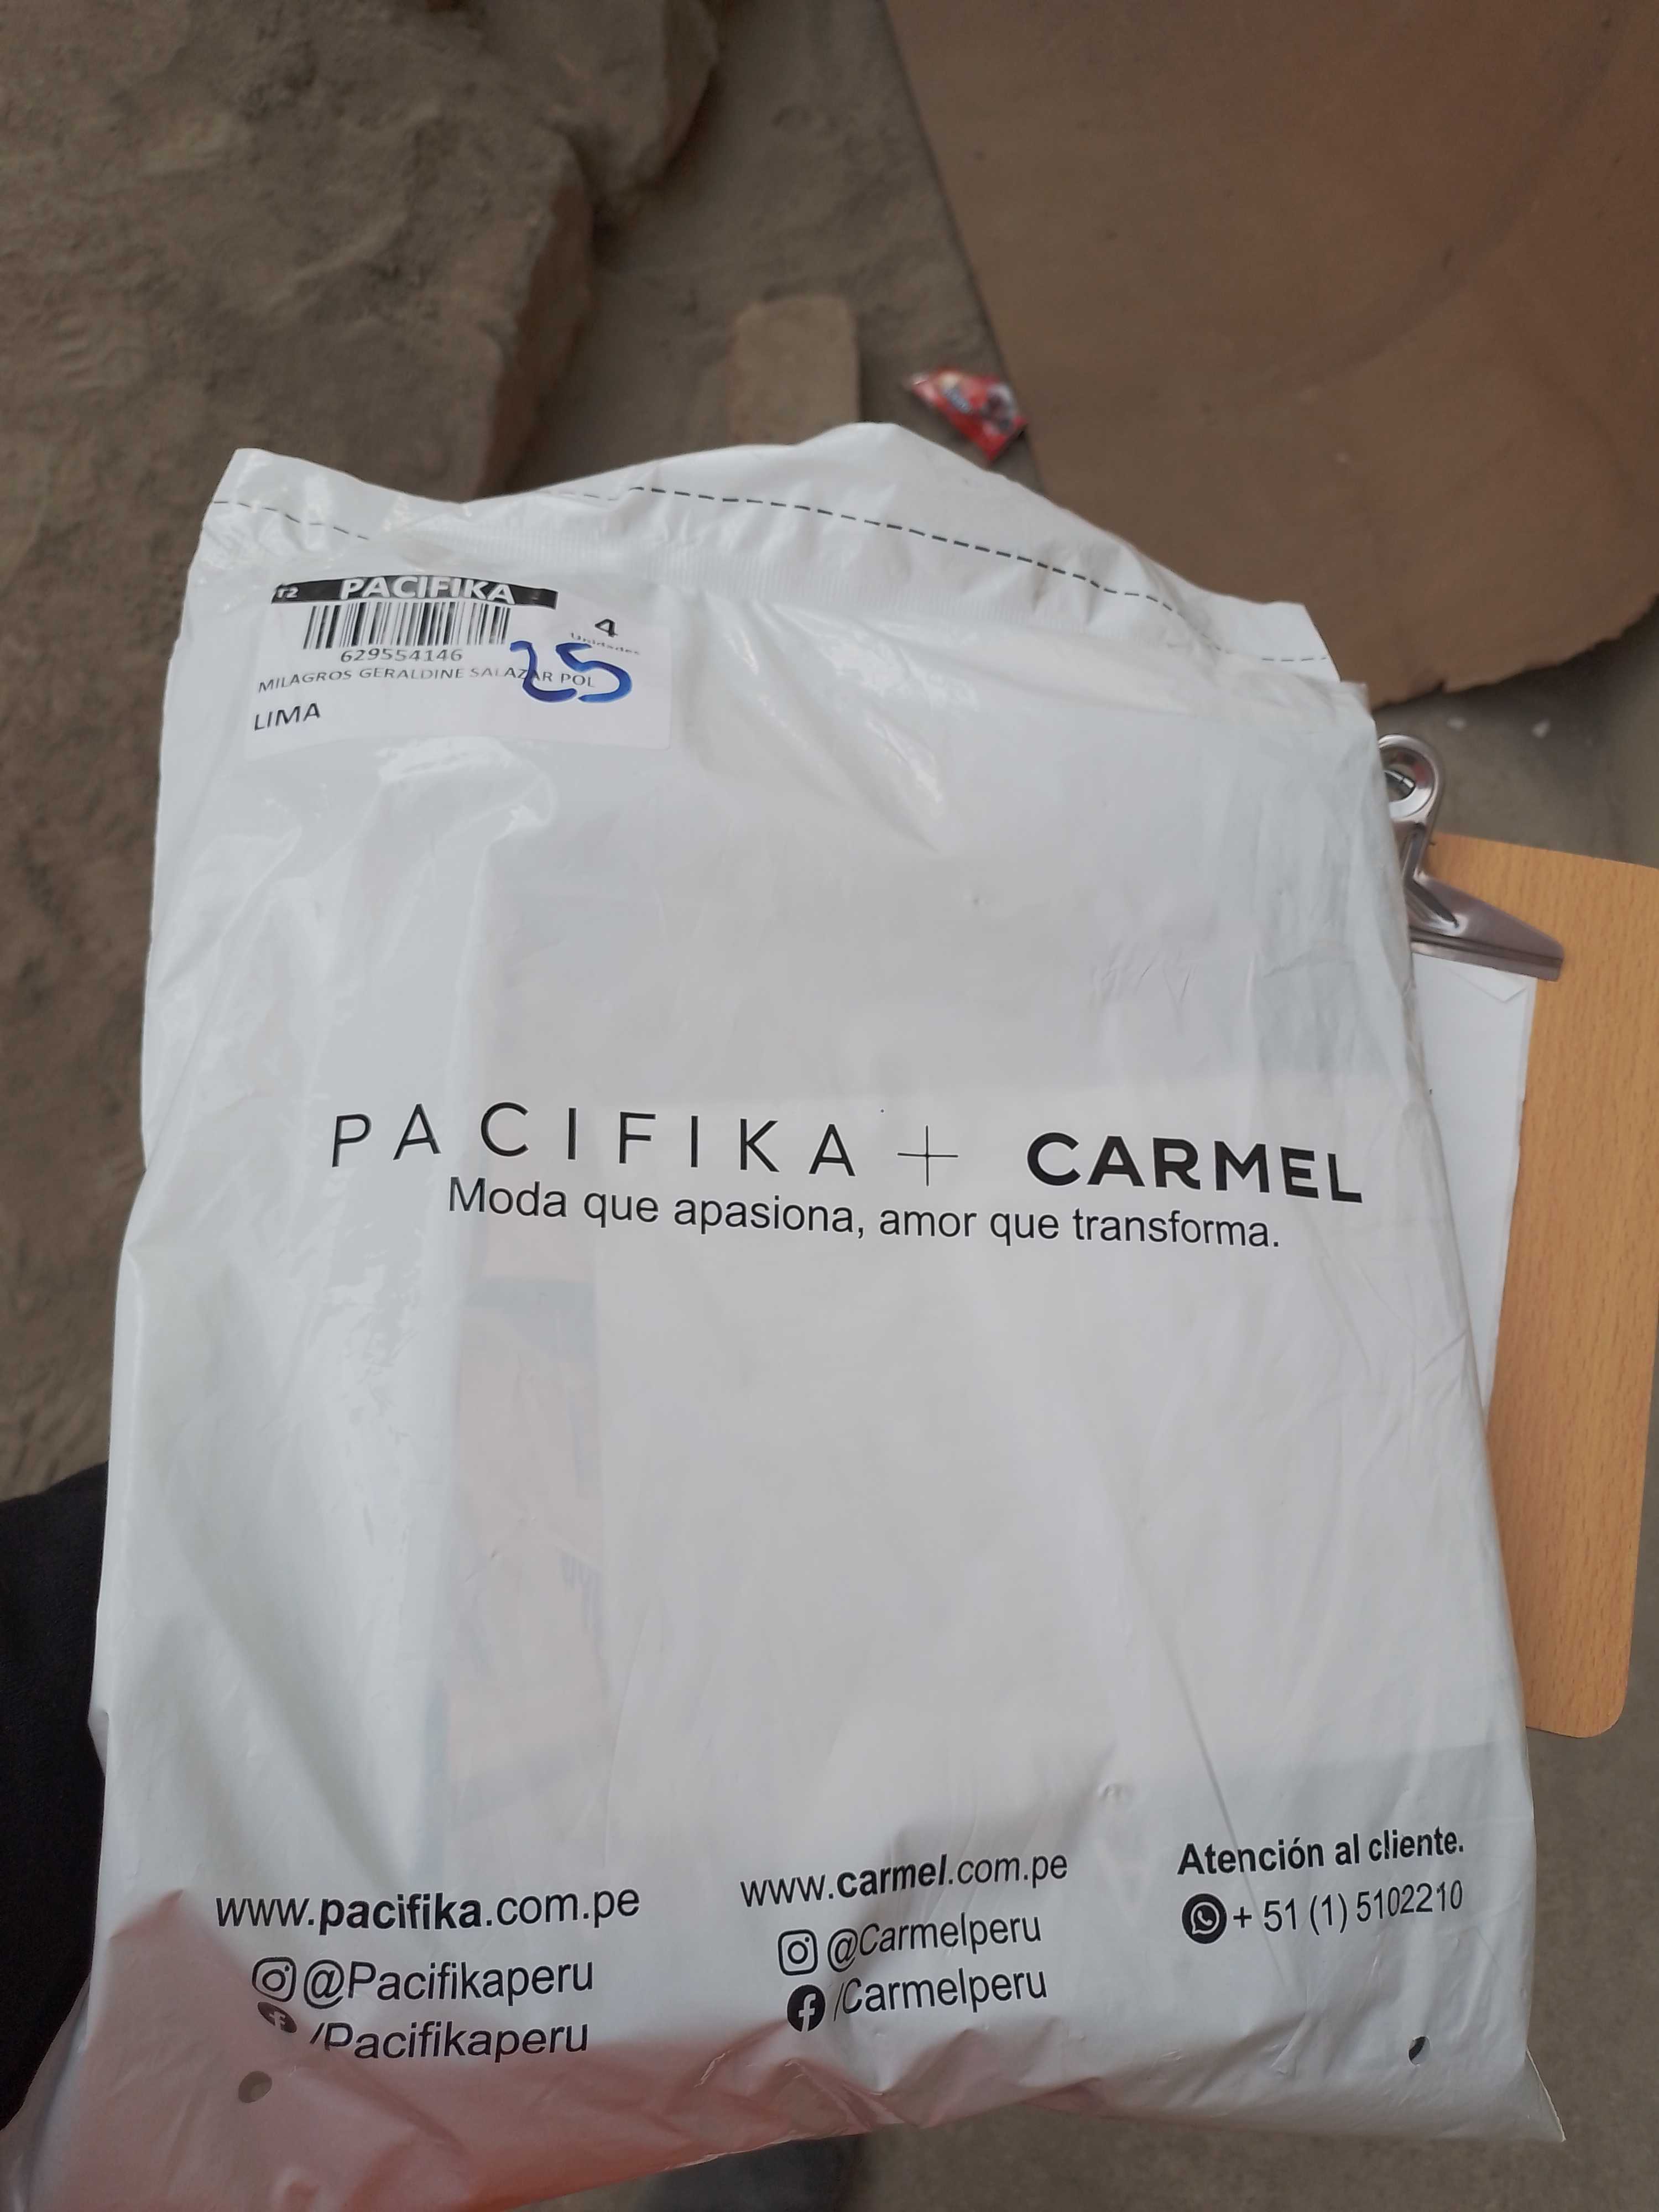 T2 PACIFIKA
4
Unidades
629554146
25
MILAGROS GERALDINE SALAZAR POL
LIMA
PACIFIKA + CARMEL
Moda que apasiona, amor que transforma.
www.pacifika.com.pe
@Pacifikaperu
/Pacifikaperu
www.carmel.com.pe
@Carmelperu
/Carmelperu
Atención al cliente.
+ 51 (1) 5102210